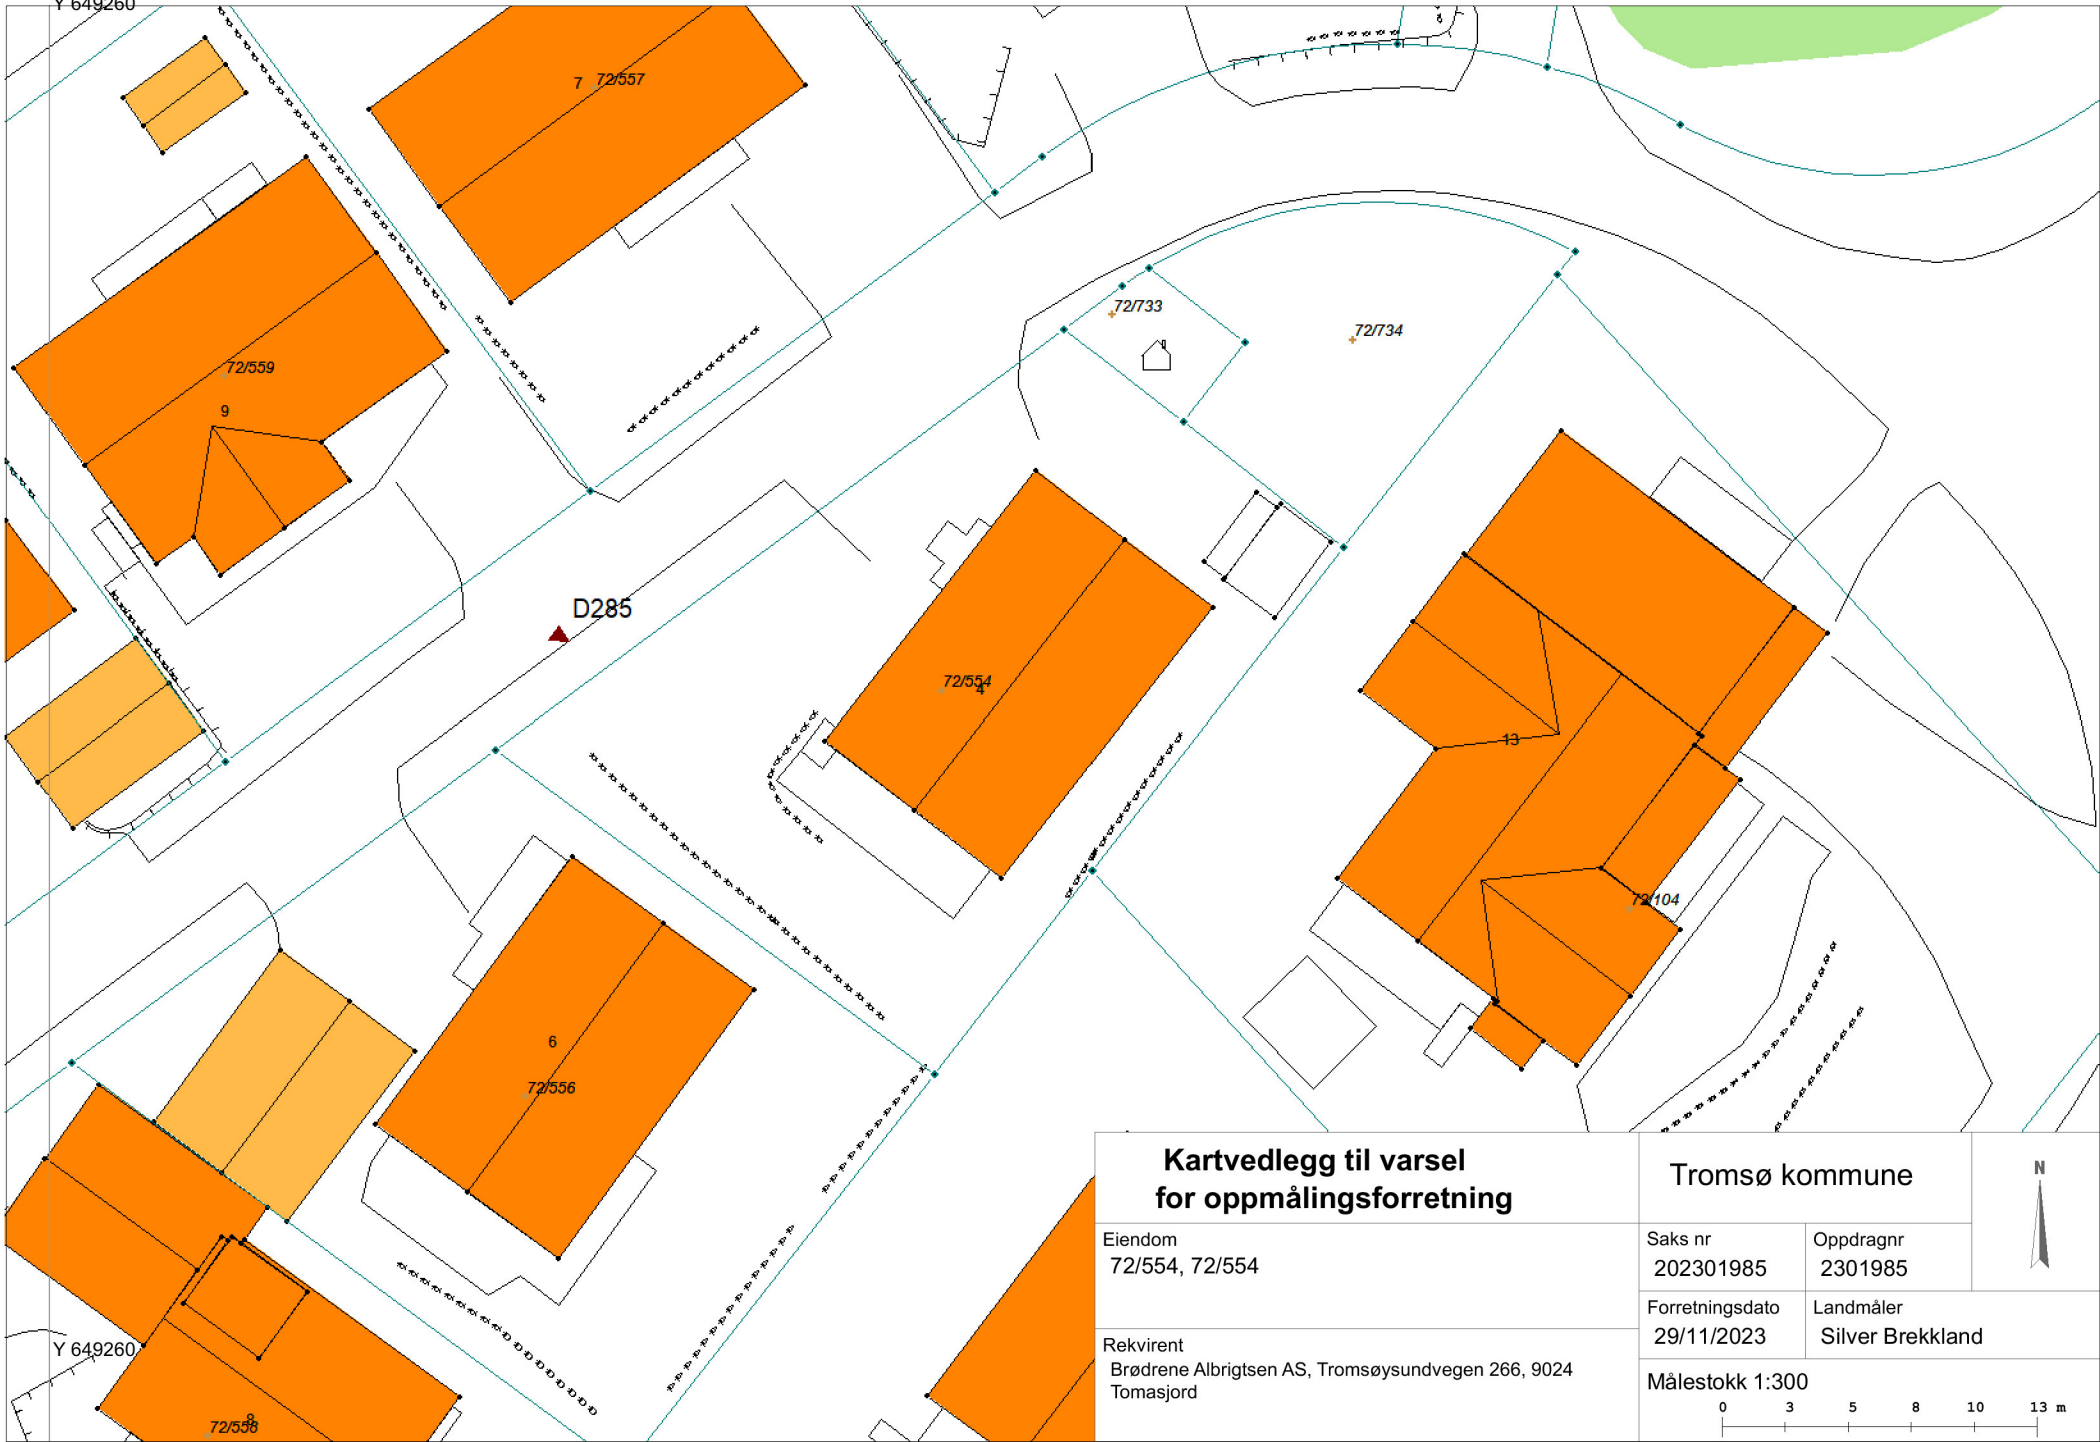 Y 649260
7 72/557
72/733
72/734
72/559
9
D285
72/554
4
13
72/104
6
72/556
Kartvedlegg til varsel
for oppmålingsforretning
Tromsø kommune
N
Eiendom
72/554, 72/554
Saks nr
202301985
Oppdragnr
2301985
Forretningsdato
29/11/2023
Landmåler
Silver Brekkland
Y 649260
Rekvirent
Brødrene Albrigtsen AS, Tromsøysundvegen 266, 9024
Tomasjord
Målestokk 1:300
0 3 5 8 10 13 m
8
72/558